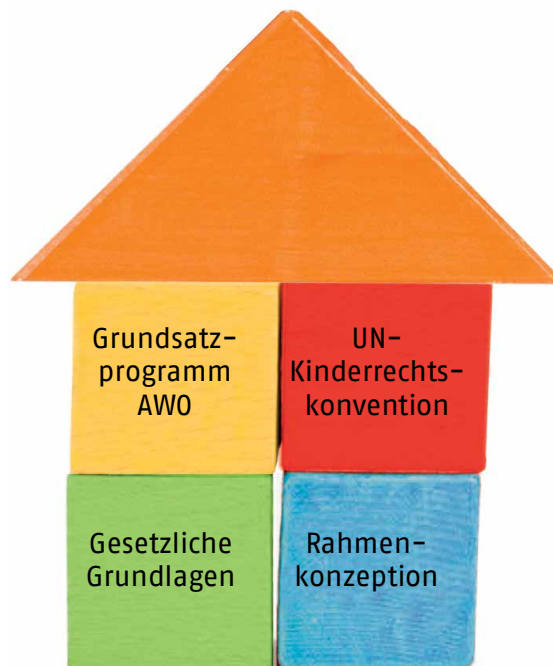 Grundsatz-
programm
AWO
UN-
Kinderrechts-
konvention
Gesetzliche
Grundlagen
Rahmen-
konzeption